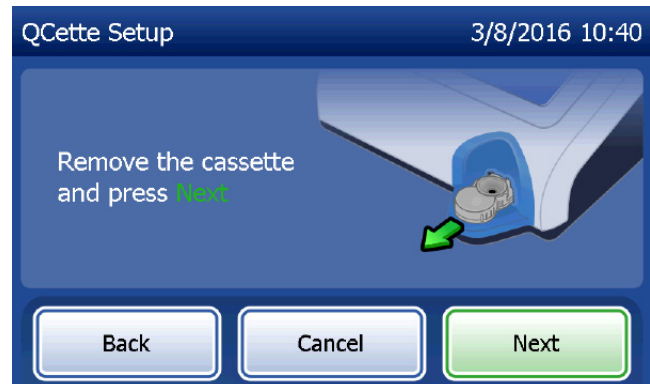 QCette Setup 3/8/2016 10:40
Remove the cassette
and press Next
Back Cancel Next